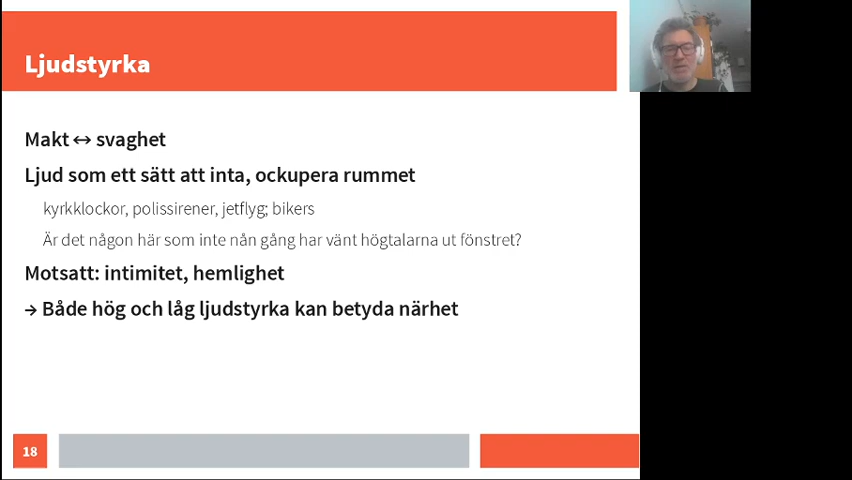 Ljudstyrka
Makt ↔ svaghet
Ljud som ett sätt att inta, ockupera rummet
kyrkklockor, polissirener, jetflyg; bikers
Är det någon här som inte nån gång har vänt högtalarna ut fönstret?
Motsatt: intimitet, hemlighet
→ Både hög och låg ljudstyrka kan betyda närhet
18